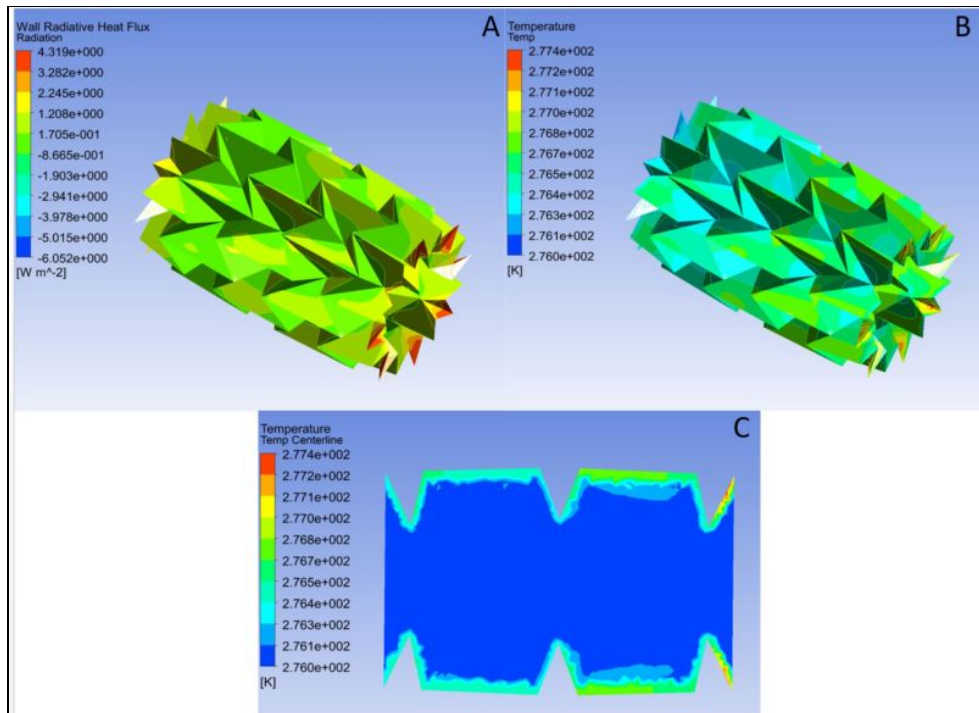 Wall Radiative Heat Flux
Radiation
4.319e+000
3.282e+000
2.245e+000
1.208e+000
1.705e-001
-8.665e-001
-1.903e+000
-2.941e+000
-3.978e+000
-5.015e+000
-6.052e+000
[W m^-2]
A
Temperature
Temp
2.774e+002
2.772e+002
2.771e+002
2.770e+002
2.768e+002
2.767e+002
2.765e+002
2.764e+002
2.763e+002
2.761e+002
2.760e+002
[K]
B
Temperature
Temp Centerline
2.774e+002
2.772e+002
2.771e+002
2.770e+002
2.768e+002
2.767e+002
2.765e+002
2.764e+002
2.763e+002
2.761e+002
2.760e+002
[K]
C